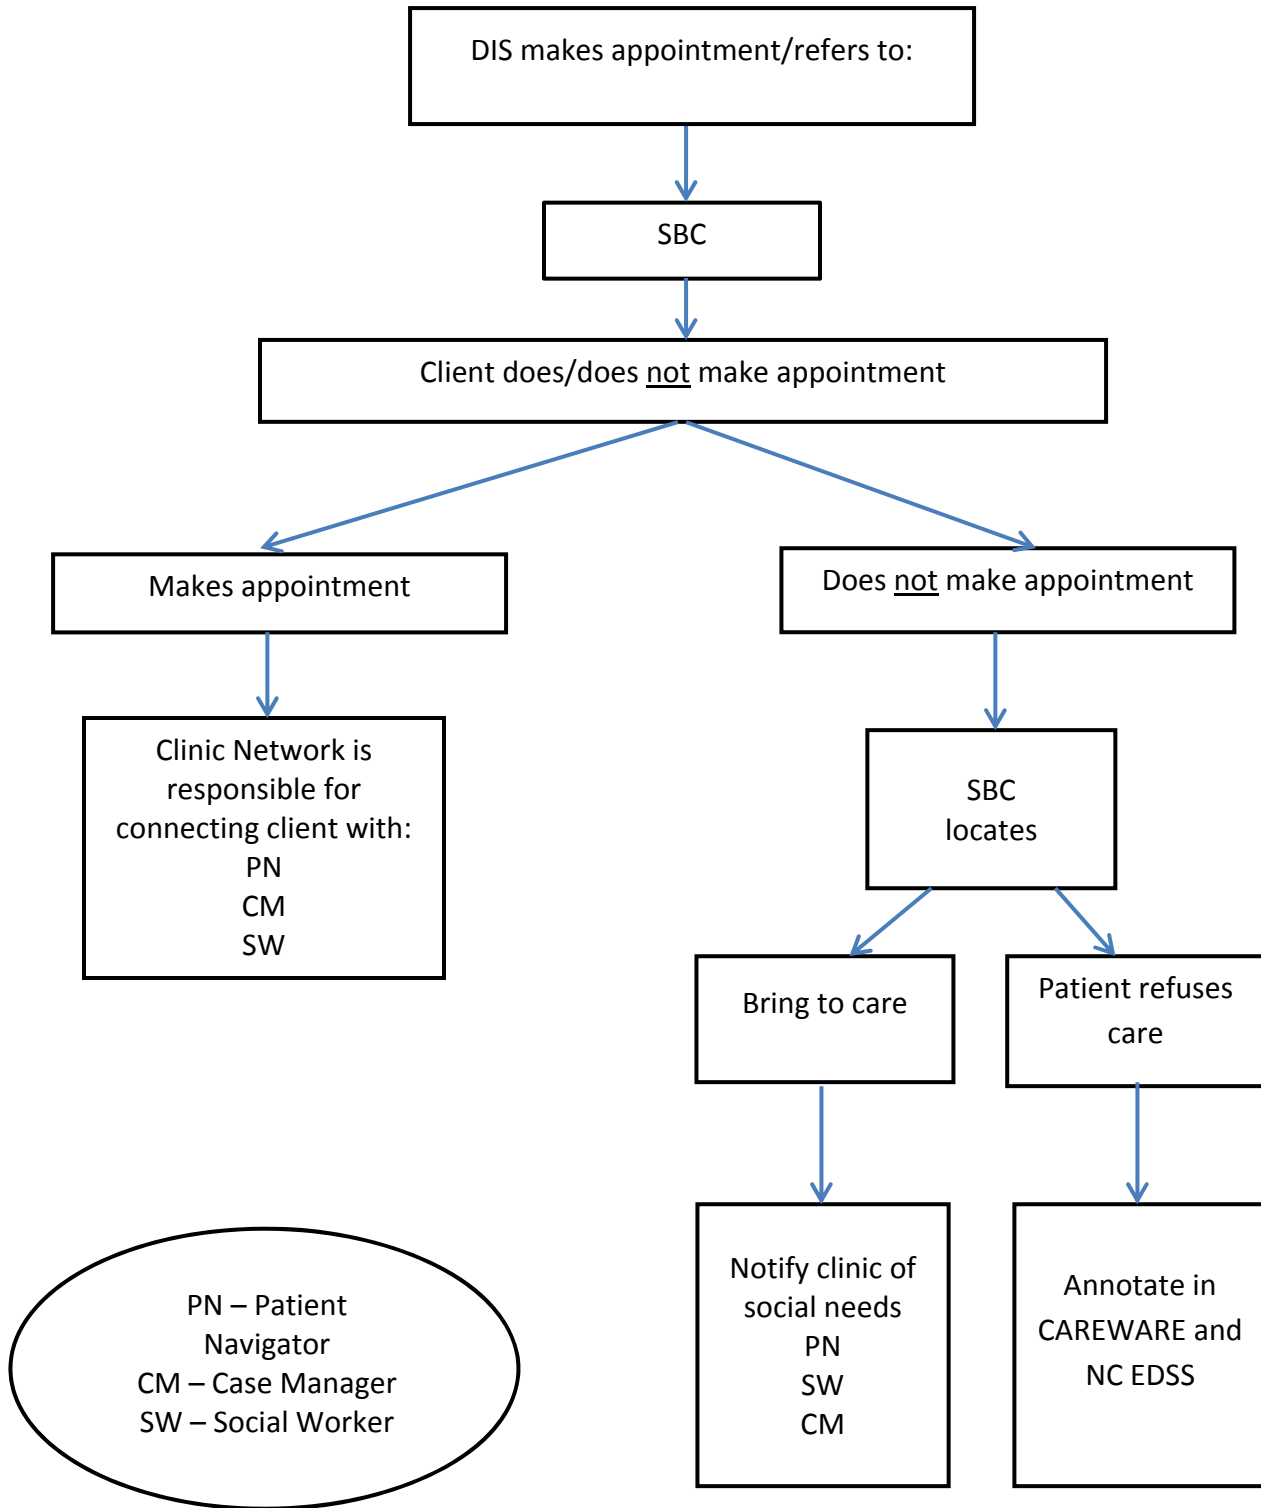 DIS makes appointment/refers to:
SBC
Client does/does not make appointment
Makes appointment
Does not make appointment
Clinic Network is
responsible for
connecting client with:
PN
CM
SW
SBC
locates
Bring to care
Patient refuses
care
Notify clinic of
social needs
PN
SW
CM
Annotate in
CAREWARE and
NC EDSS
PN – Patient
Navigator
CM – Case Manager
SW – Social Worker